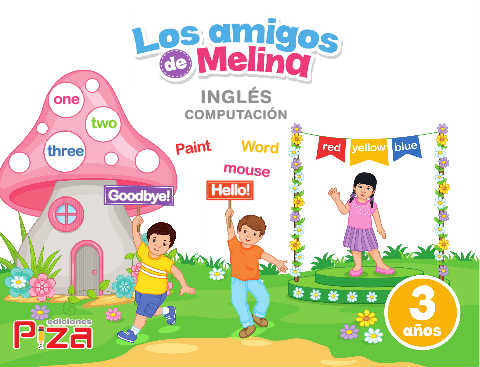 Los amigos
de Melina
INGLÉS
COMPUTACIÓN
one
two
three
Paint
Word
mouse
Goodbye!
Hello!
red
yellow
blue
3
años
ediciones
Piza